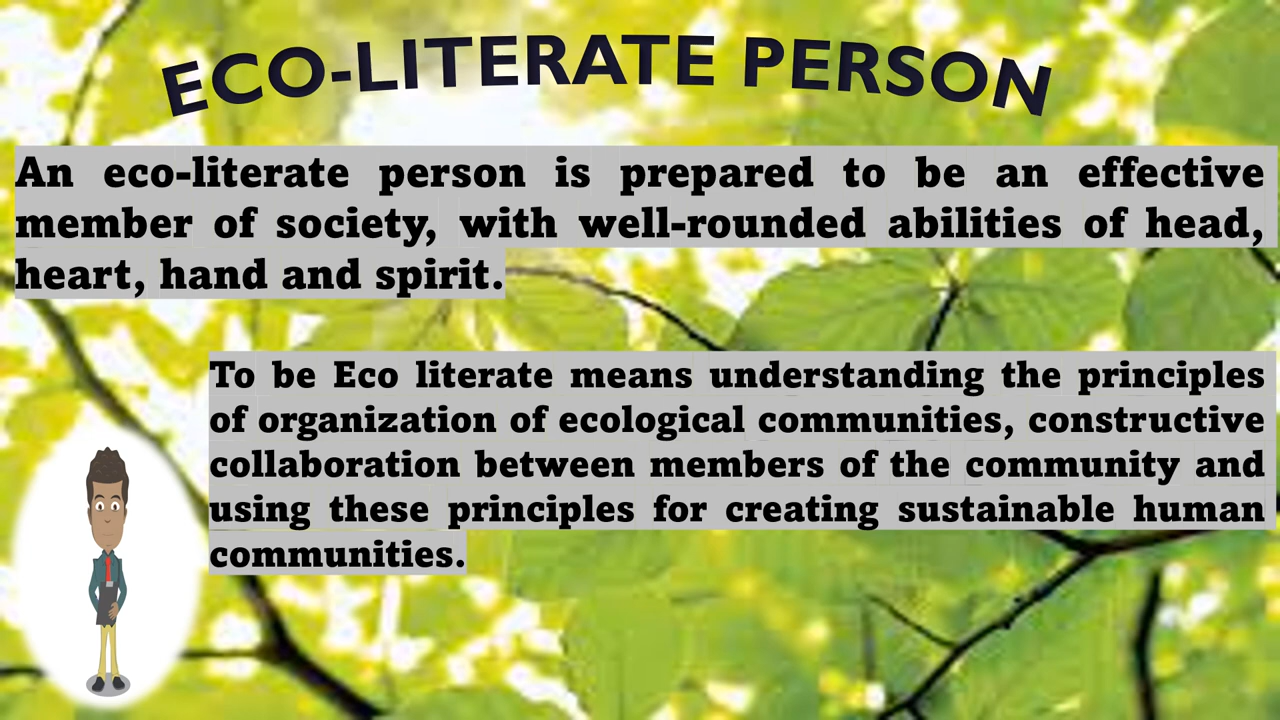 ECO-LITERATE PERSON
An eco-literate person is prepared to be an effective
member of society, with well-rounded abilities of head,
heart, hand and spirit.
To be Eco literate means understanding the principles
of organization of ecological communities, constructive
collaboration between members of the community and
using these principles for creating sustainable human
communities.